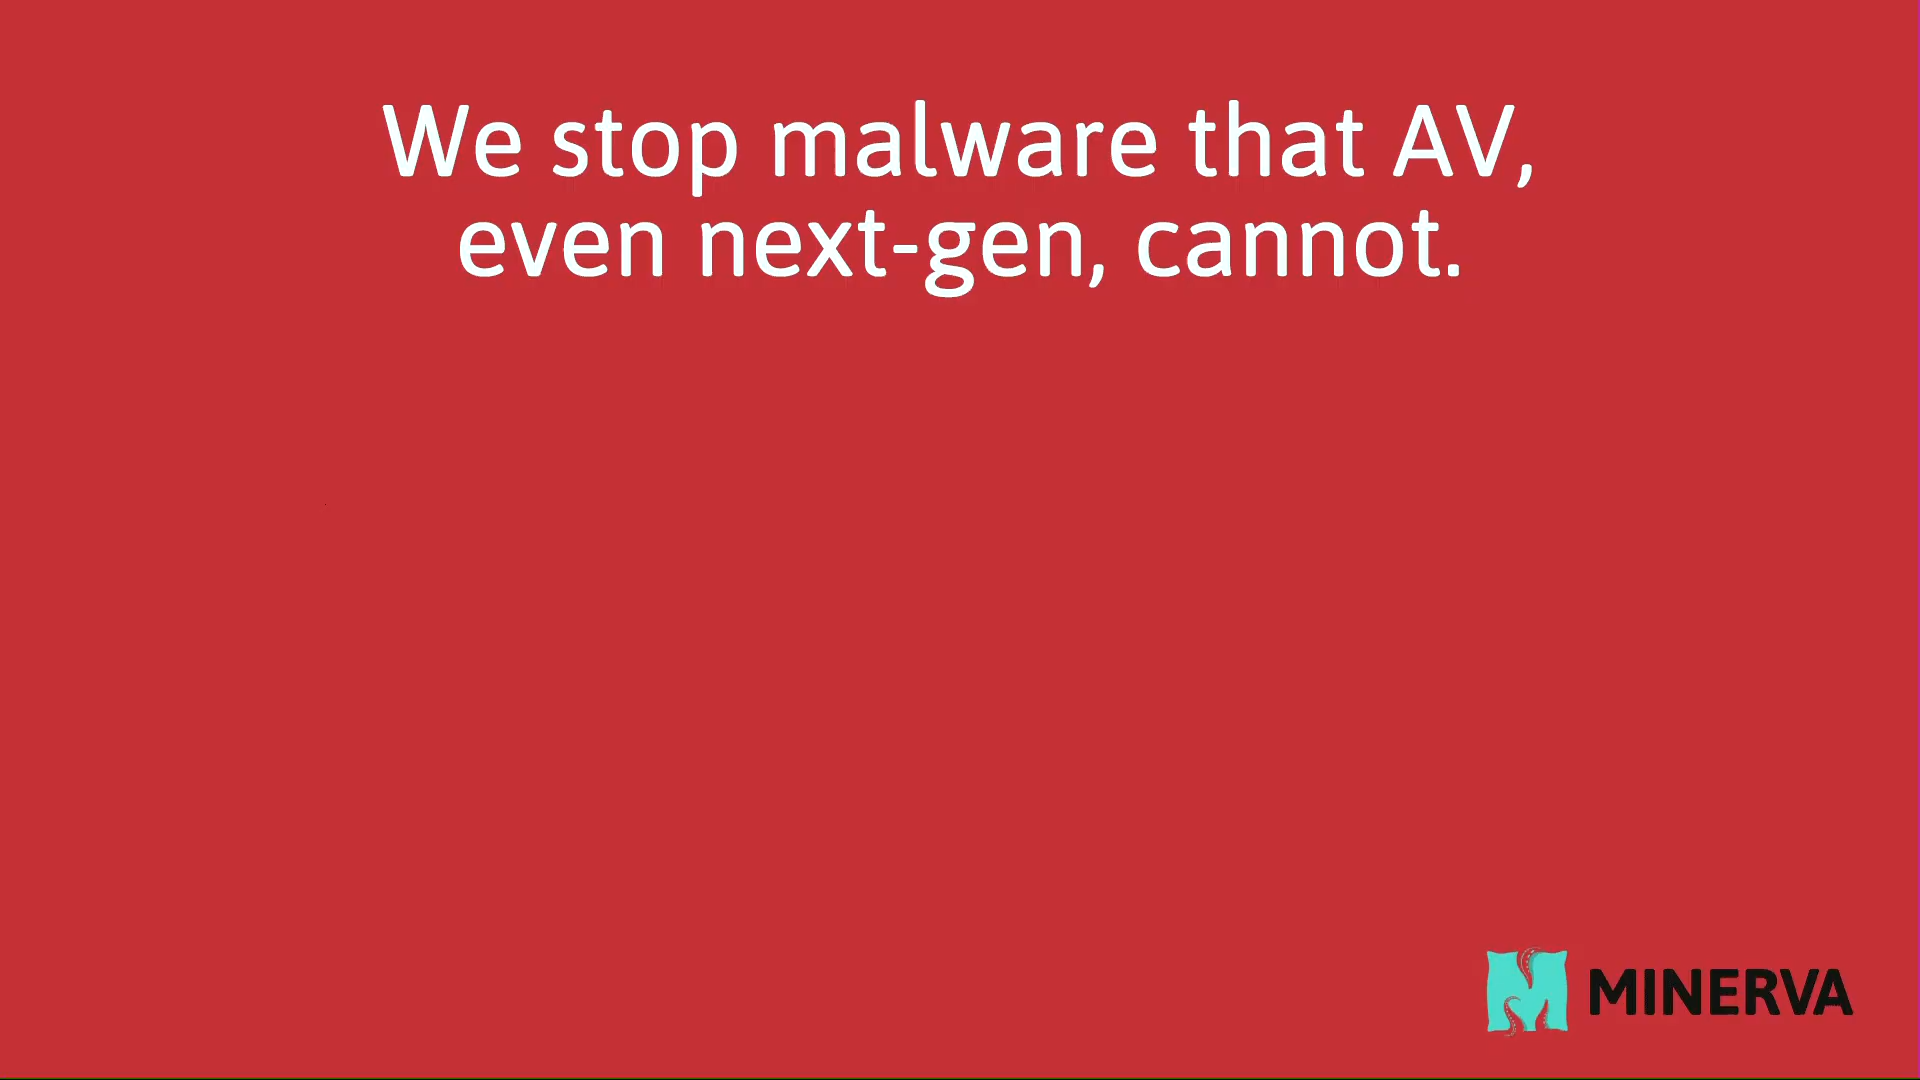 We stop malware that AV,
even next-gen, cannot.
MINERVA